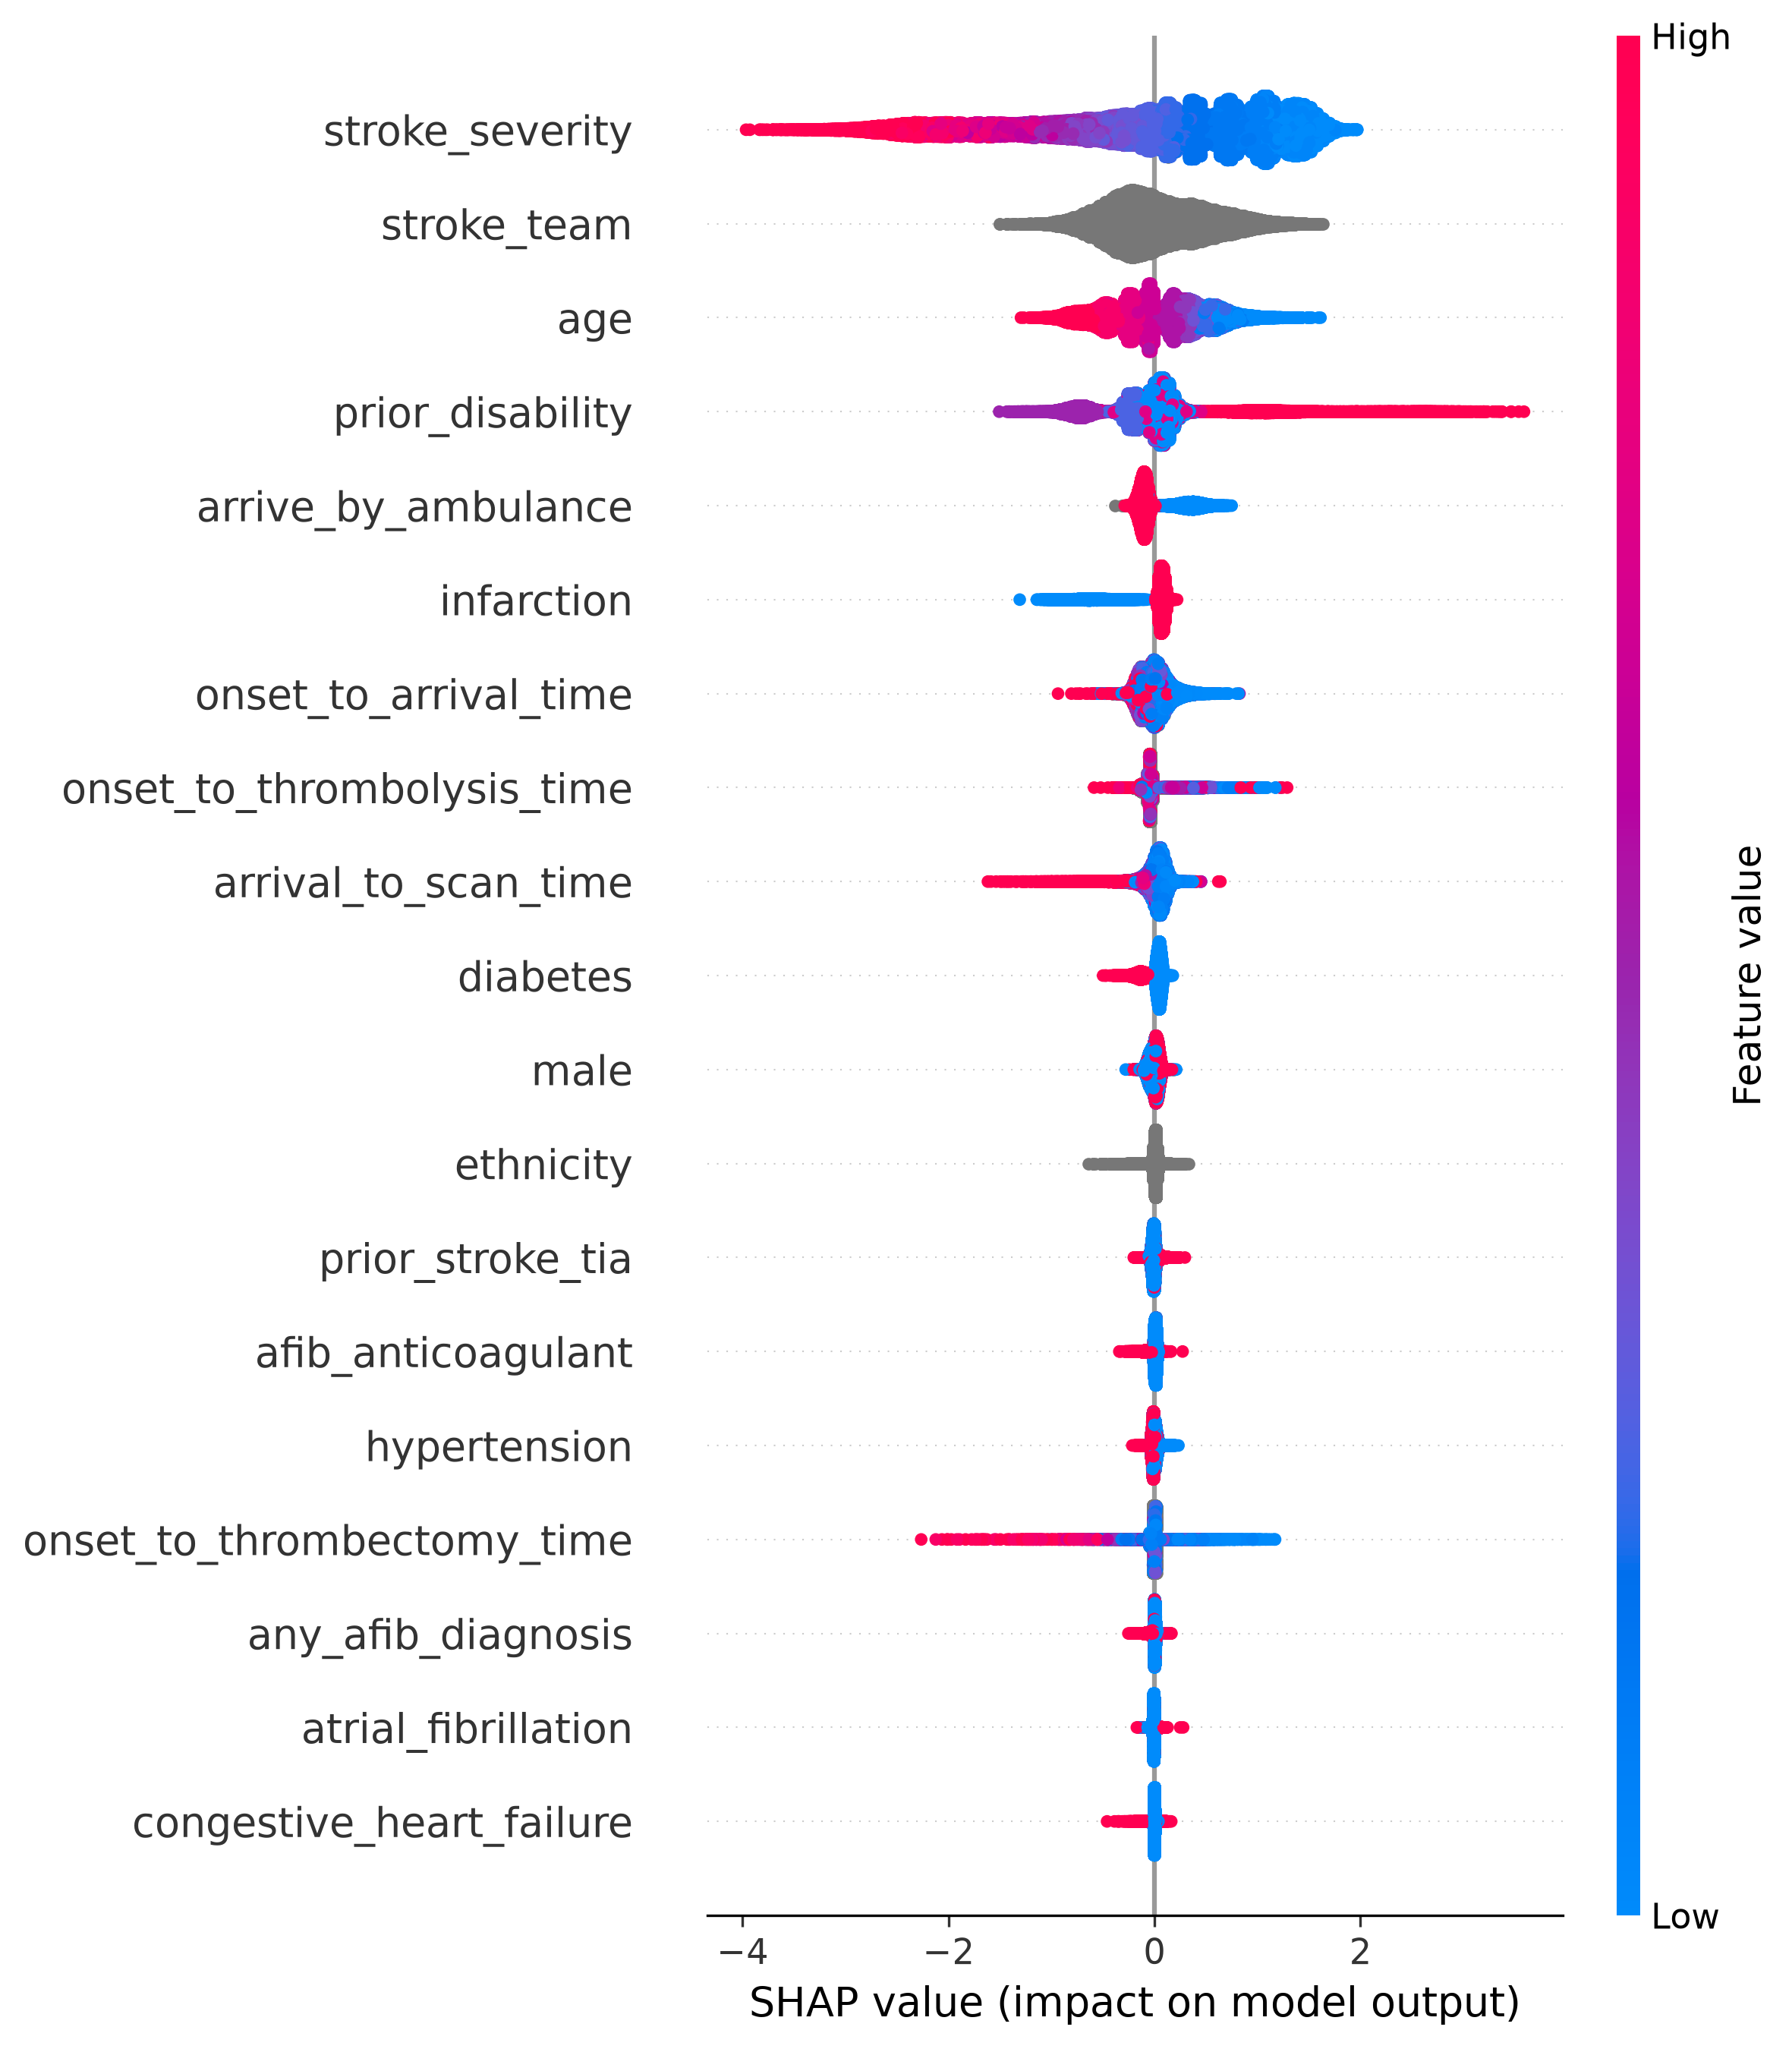 High
stroke_severity
stroke_team
age
prior_disability
arrive_by_ambulance
infarction
onset_to_arrival_time
onset_to_thrombolysis_time
arrival_to_scan_time
diabetes
male
ethnicity
prior_stroke_tia
afib_anticoagulant
hypertension
onset_to_thrombectomy_time
any_afib_diagnosis
atrial_fibrillation
congestive_heart_failure
Feature value
Low
−4 −2 0 2
SHAP value (impact on model output)